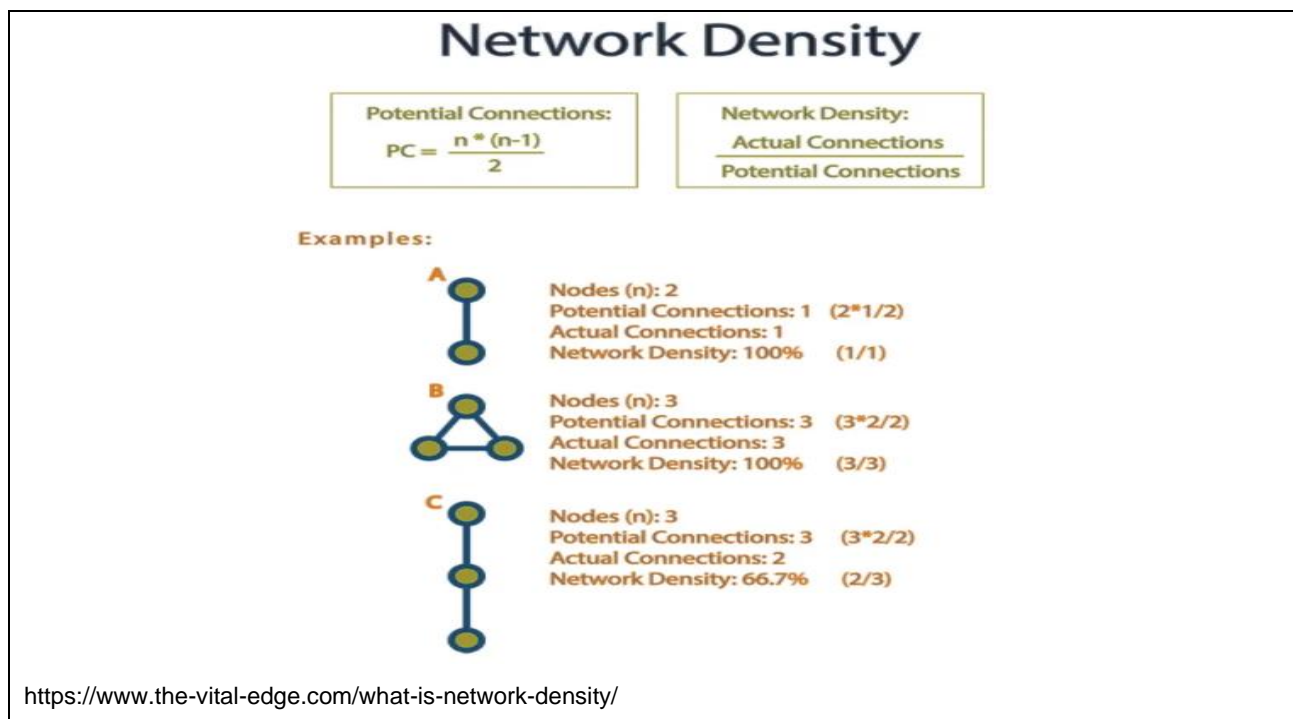 Network Density
Potential Connections:
PC = n * (n-1)
2
Network Density:
Actual Connections
Potential Connections
Examples:
A
Nodes (n): 2
Potential Connections: 1 (2*1/2)
Actual Connections: 1
Network Density: 100% (1/1)
B
Nodes (n): 3
Potential Connections: 3 (3*2/2)
Actual Connections: 3
Network Density: 100% (3/3)
C
Nodes (n): 3
Potential Connections: 3 (3*2/2)
Actual Connections: 2
Network Density: 66.7% (2/3)
https://www.the-vital-edge.com/what-is-network-density/